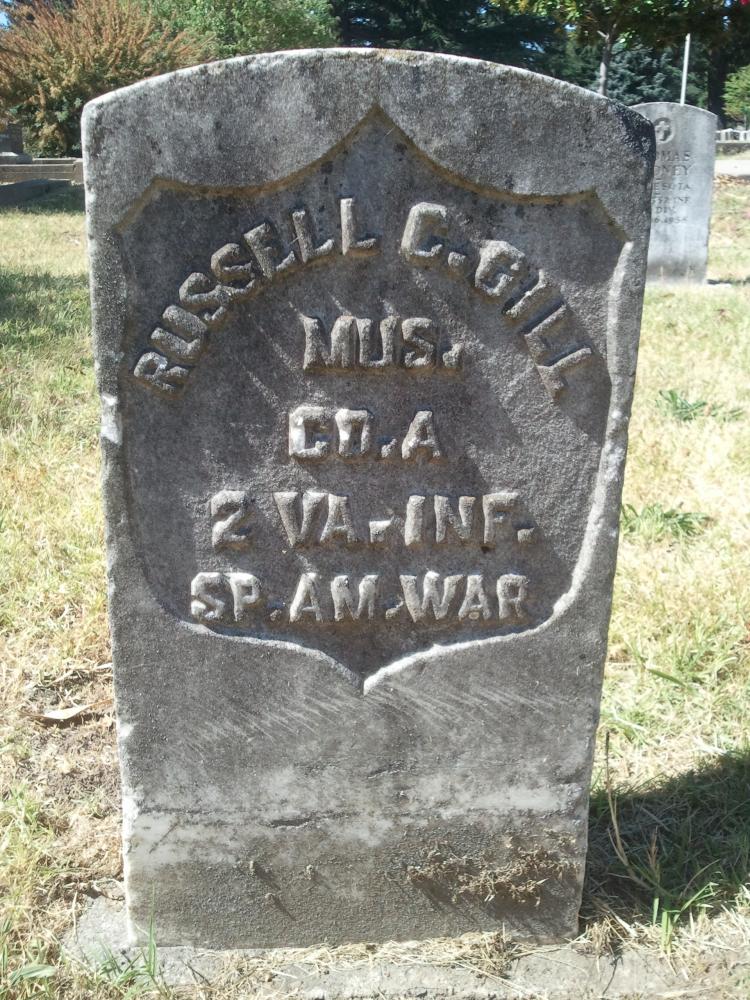 RUSSELL C. GILL
MUS.
CO. A
2 VA. INF.
SP. AM. WAR